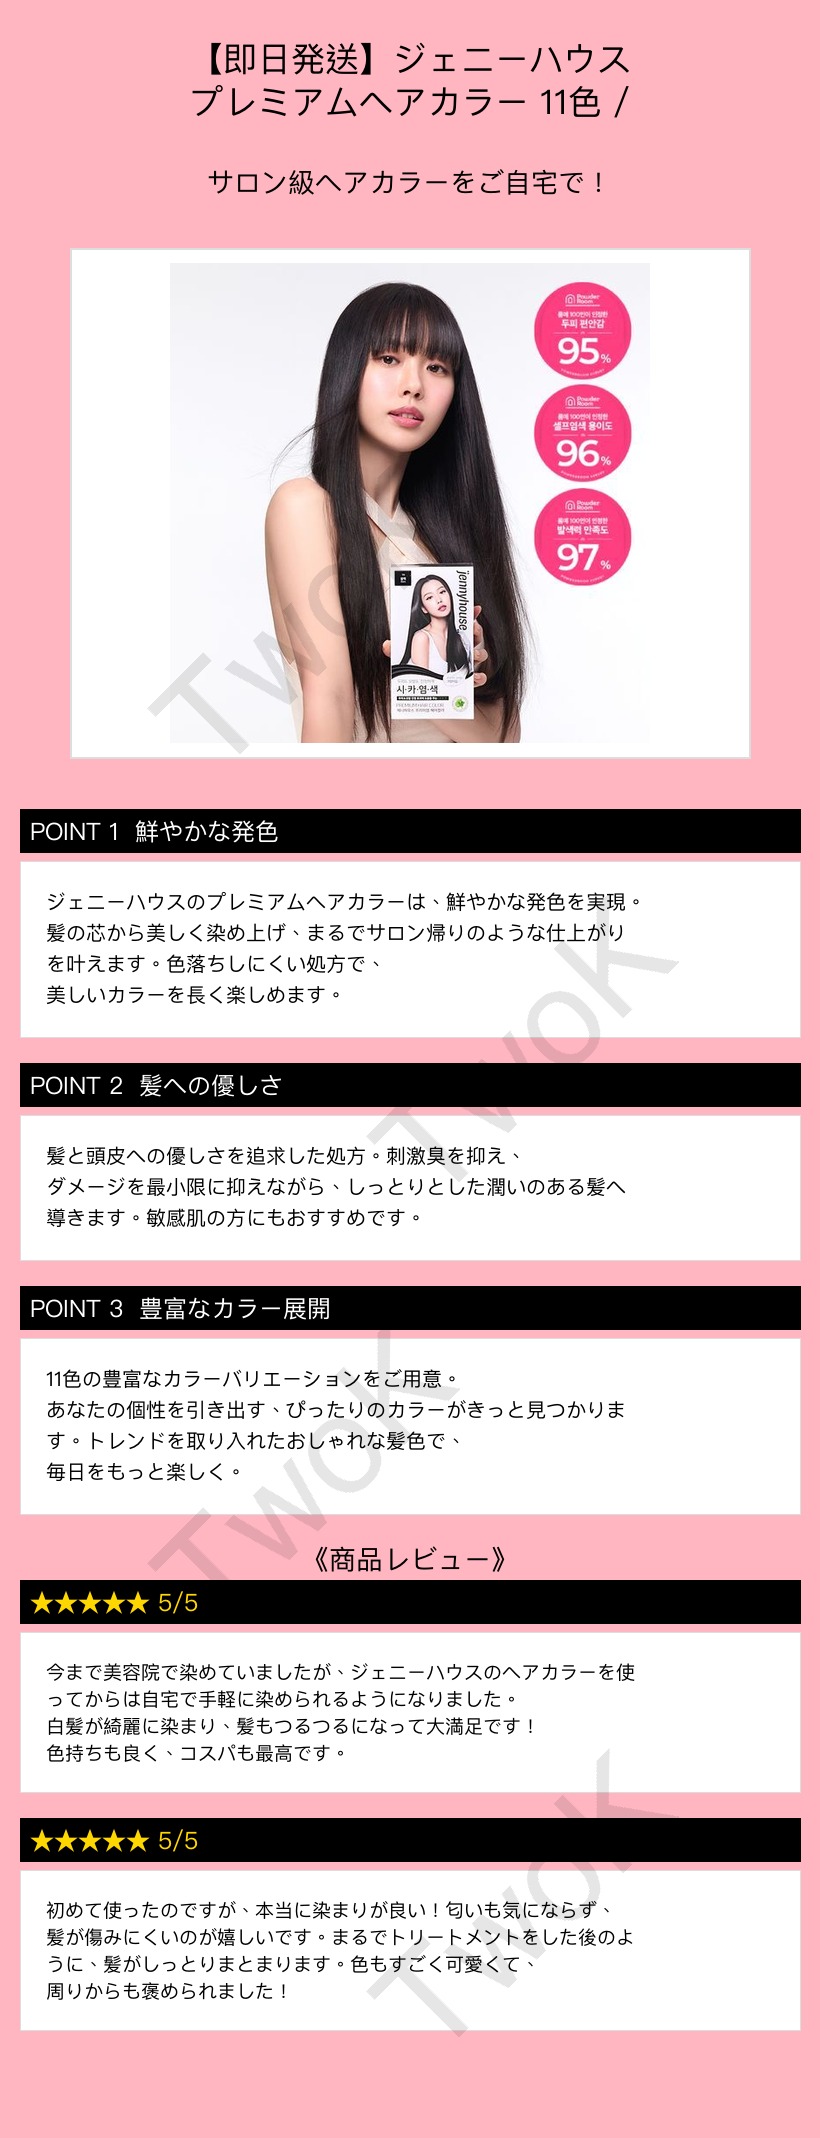 【即日発送】ジェニーハウス
プレミアムヘアカラー 11色 /
サロン級ヘアカラーをご自宅で！
Powder Room
품평 100인이 인정한
두피 편안감
95%
Powder Room
품평 100인이 인정한
셀프염색 용이도
96%
Powder Room
품평 100인이 인정한
발색력 만족도
97%
jennyhouse
시·카·염·색
PREMIUM HAIR COLOR
제니하우스 프리미엄 헤어컬러
TwoK
POINT 1 鮮やかな発色
ジェニーハウスのプレミアムヘアカラーは、鮮やかな発色を実現。
髪の芯から美しく染め上げ、まるでサロン帰りのような仕上がり
を叶えます。色落ちしにくい処方で、
美しいカラーを長く楽しめます。
TwoK
POINT 2 髪への優しさ
髪と頭皮への優しさを追求した処方。刺激臭を抑え、
ダメージを最小限に抑えながら、しっとりとした潤いのある髪へ
導きます。敏感肌の方にもおすすめです。
POINT 3 豊富なカラー展開
11色の豊富なカラーバリエーションをご用意。
あなたの個性を引き出す、ぴったりのカラーがきっと見つかりま
す。トレンドを取り入れたおしゃれな髪色で、
毎日をもっと楽しく。
TwoK
《商品レビュー》
★★★★★ 5/5
今まで美容院で染めていましたが、ジェニーハウスのヘアカラーを使
ってからは自宅で手軽に染められるようになりました。
白髪が綺麗に染まり、髪もつるつるになって大満足です！
色持ちも良く、コスパも最高です。
★★★★★ 5/5
初めて使ったのですが、本当に染まりが良い！匂いも気にならず、
髪が傷みにくいのが嬉しいです。まるでトリートメントをした後のよ
うに、髪がしっとりまとまります。色もすごく可愛くて、
周りからも褒められました！
TwoK